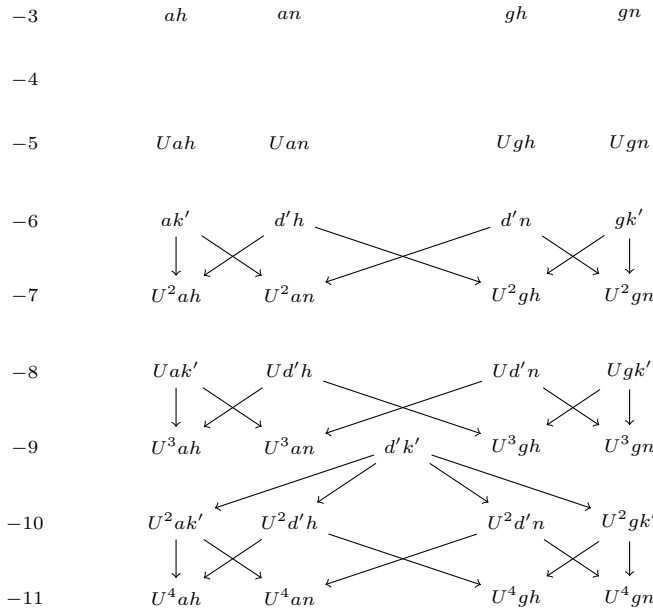 −3 ah an gh gn
−4
−5 Uah Uan Ugh Ugn
−6 ak′ d′h d′n gk′
−7 U²ah U²an U²gh U²gn
−8 Uak′ Ud′h Ud′n Ugk′
−9 U³ah U³an d′k′ U³gh U³gn
−10 U²ak′ U²d′h U²d′n U²gk′
−11 U⁴ah U⁴an U⁴gh U⁴gn